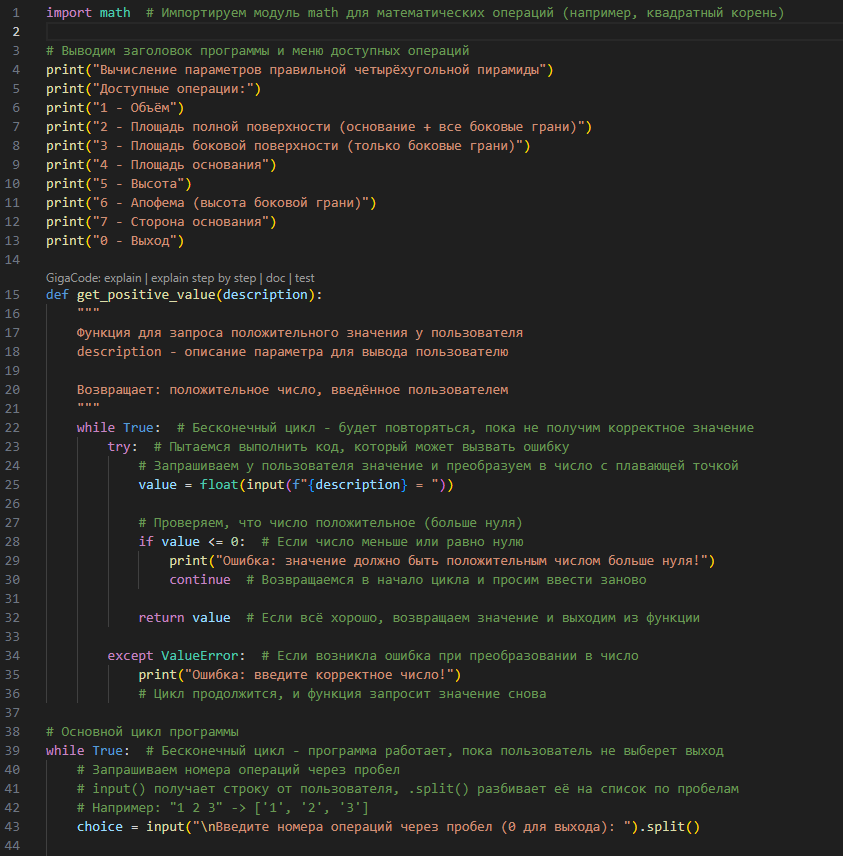 1 import math  # Импортируем модуль math для математических операций (например, квадратный корень)
2
3 # Выводим заголовок программы и меню доступных операций
4 print("Вычисление параметров правильной четырёхугольной пирамиды")
5 print("Доступные операции:")
6 print("1 - Объём")
7 print("2 - Площадь полной поверхности (основание + все боковые грани)")
8 print("3 - Площадь боковой поверхности (только боковые грани)")
9 print("4 - Площадь основания")
10 print("5 - Высота")
11 print("6 - Апофема (высота боковой грани)")
12 print("7 - Сторона основания")
13 print("0 - Выход")
14
GigaCode: explain | explain step by step | doc | test
15 def get_positive_value(description):
16     """
17     Функция для запроса положительного значения у пользователя
18     description - описание параметра для вывода пользователю
19
20     Возвращает: положительное число, введённое пользователем
21     """
22     while True:  # Бесконечный цикл - будет повторяться, пока не получим корректное значение
23         try:  # Пытаемся выполнить код, который может вызвать ошибку
24             # Запрашиваем у пользователя значение и преобразуем в число с плавающей точкой
25             value = float(input(f"{description} = "))
26
27             # Проверяем, что число положительное (больше нуля)
28             if value <= 0:  # Если число меньше или равно нулю
29                 print("Ошибка: значение должно быть положительным числом больше нуля!")
30                 continue  # Возвращаемся в начало цикла и просим ввести заново
31
32             return value  # Если всё хорошо, возвращаем значение и выходим из функции
33
34         except ValueError:  # Если возникла ошибка при преобразовании в число
35             print("Ошибка: введите корректное число!")
36             # Цикл продолжится, и функция запросит значение снова
37
38 # Основной цикл программы
39 while True:  # Бесконечный цикл - программа работает, пока пользователь не выберет выход
40     # Запрашиваем номера операций через пробел
41     # input() получает строку от пользователя, .split() разбивает её на список по пробелам
42     # Например: "1 2 3" -> ['1', '2', '3']
43     choice = input("\nВведите номера операций через пробел (0 для выхода): ").split()
44